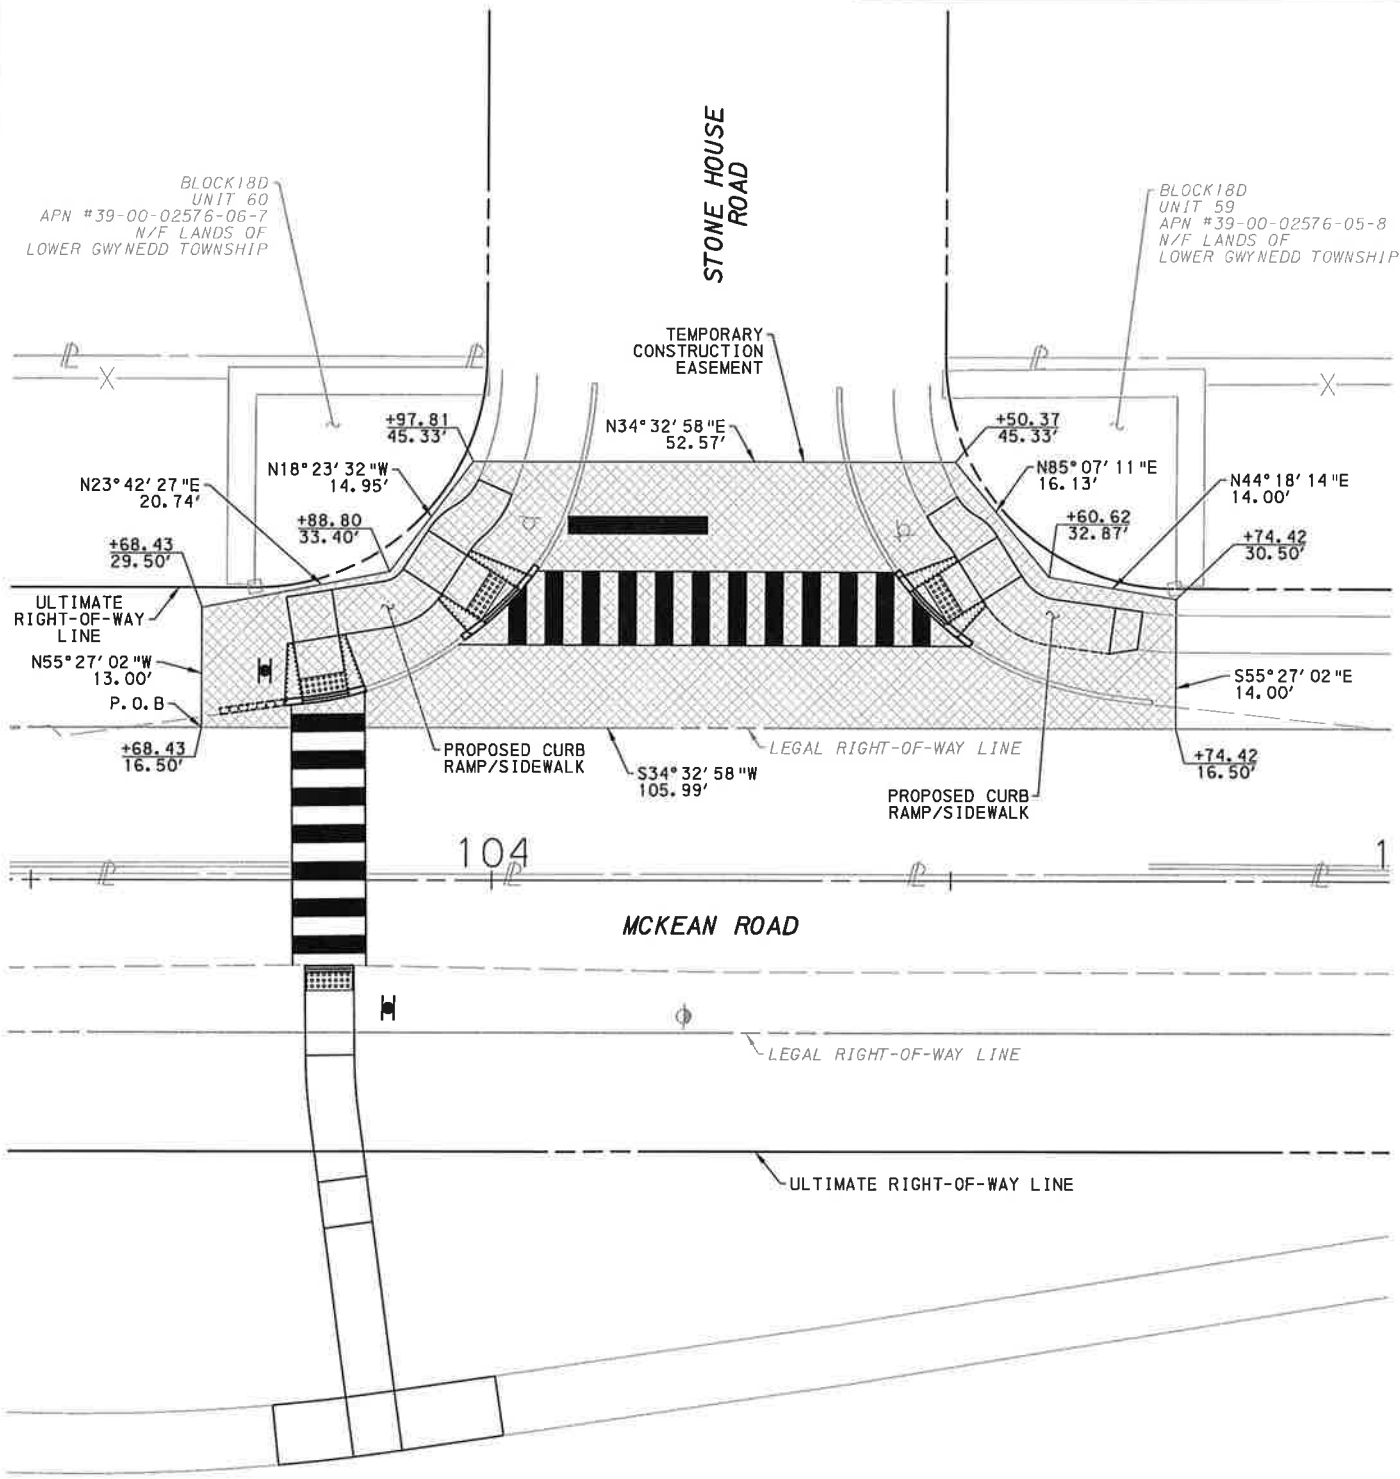 STONE HOUSE
ROAD
BLOCK18D
UNIT 60
APN #39-00-02576-06-7
N/F LANDS OF
LOWER GWYNEDD TOWNSHIP
BLOCK18D
UNIT 59
APN #39-00-02576-05-8
N/F LANDS OF
LOWER GWYNEDD TOWNSHIP
TEMPORARY
CONSTRUCTION
EASEMENT
+97.81
45.33'
N34°32'58"E
52.57'
+50.37
45.33'
N18°23'32"W
14.95'
N85°07'11"E
16.13'
N23°42'27"E
20.74'
N44°18'14"E
14.00'
+88.80
33.40'
+60.62
32.87'
+68.43
29.50'
+74.42
30.50'
ULTIMATE
RIGHT-OF-WAY
LINE
N55°27'02"W
13.00'
S55°27'02"E
14.00'
P.O.B
+68.43
16.50'
PROPOSED CURB
RAMP/SIDEWALK
LEGAL RIGHT-OF-WAY LINE
S34°32'58"W
105.99'
+74.42
16.50'
PROPOSED CURB
RAMP/SIDEWALK
104
1
MCKEAN ROAD
LEGAL RIGHT-OF-WAY LINE
ULTIMATE RIGHT-OF-WAY LINE